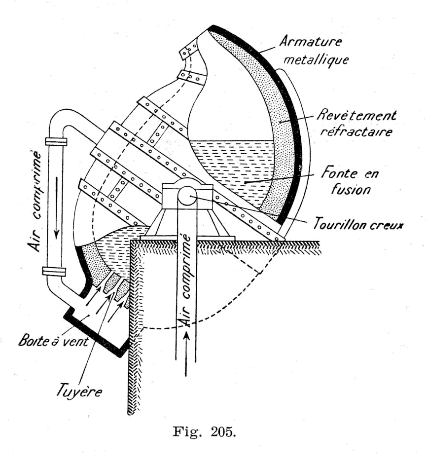 Armature
métallique
Revêtement
réfractaire
Fonte en
fusion
Tourillon creux
Air comprimé
Air comprimé
Boîte à vent
Tuyère
Fig. 205.